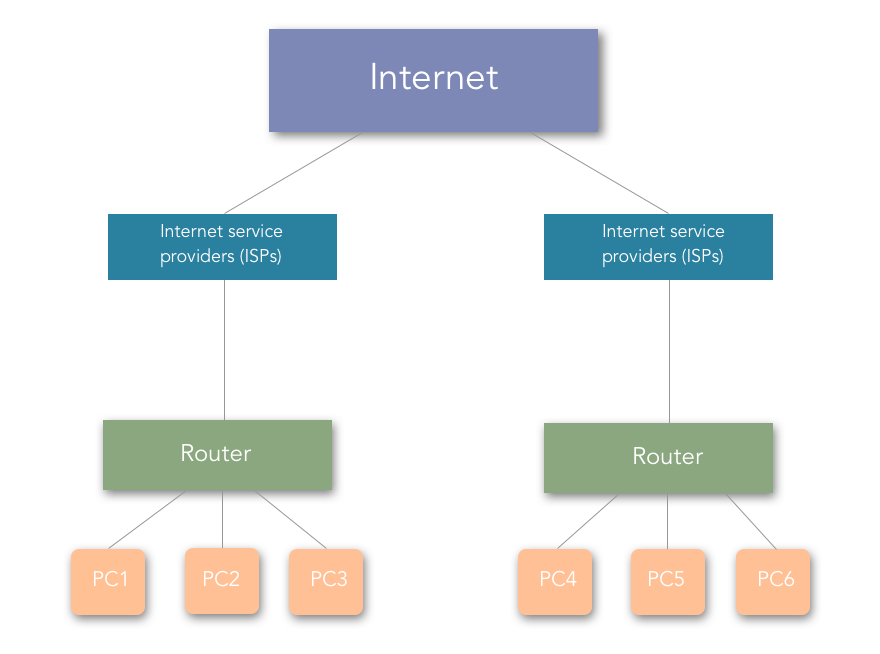 Internet
Internet service
providers (ISPs)
Internet service
providers (ISPs)
Router
Router
PC1
PC2
PC3
PC4
PC5
PC6